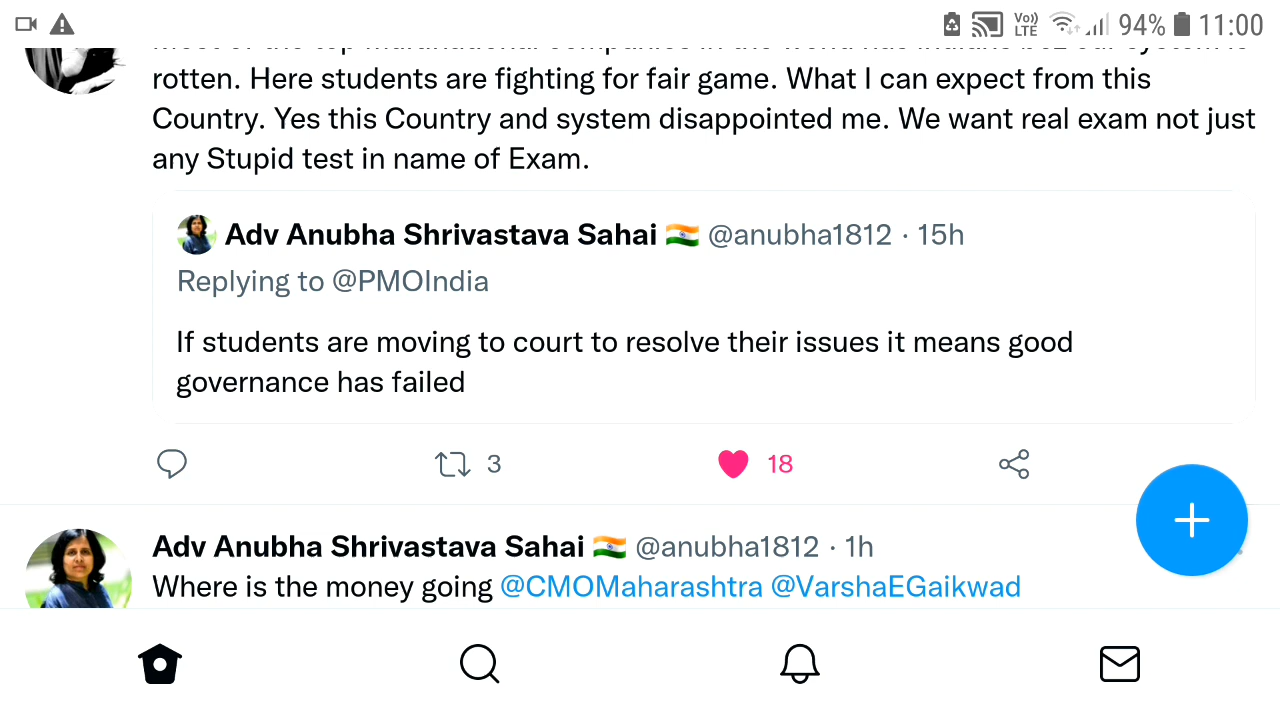 Vo))
LTE 94% 11:00
rotten. Here students are fighting for fair game. What I can expect from this
Country. Yes this Country and system disappointed me. We want real exam not just
any Stupid test in name of Exam.
Adv Anubha Shrivastava Sahai 🇮🇳 @anubha1812 · 15h
Replying to @PMOIndia
If students are moving to court to resolve their issues it means good
governance has failed
3 18
Adv Anubha Shrivastava Sahai 🇮🇳 @anubha1812 · 1h
Where is the money going @CMOMaharashtra @VarshaEGaikwad